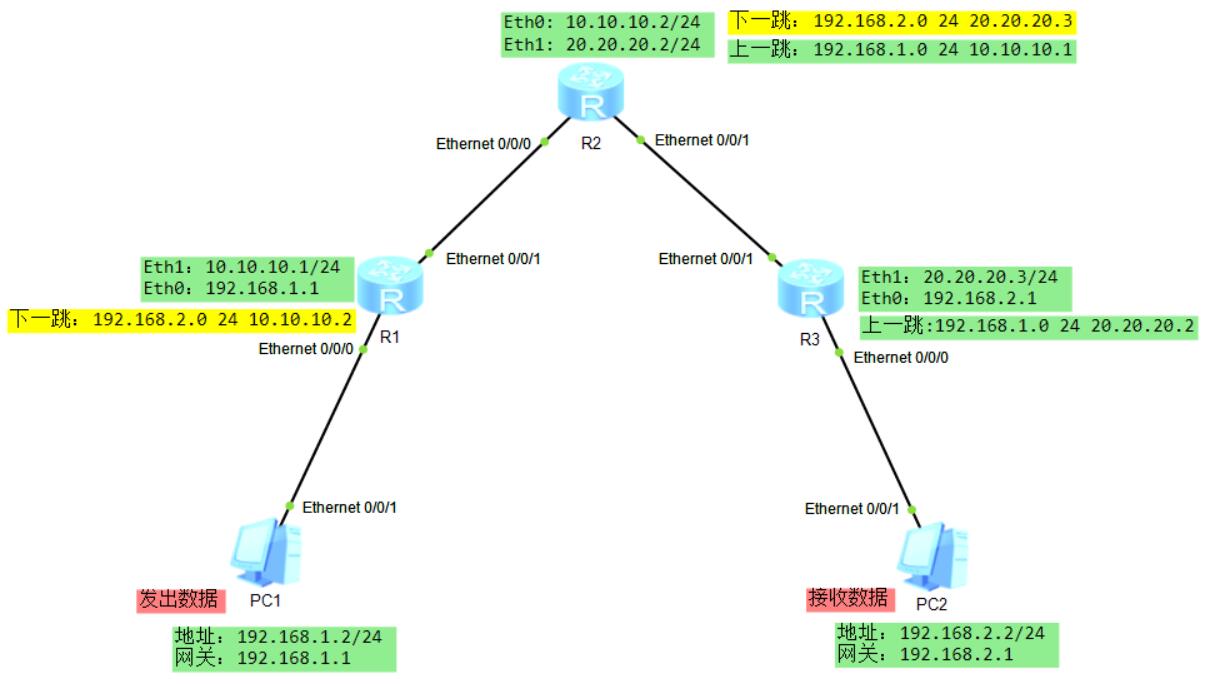 Eth0: 10.10.10.2/24
Eth1: 20.20.20.2/24
下一跳：192.168.2.0 24 20.20.20.3
上一跳：192.168.1.0 24 10.10.10.1
R
R2
Ethernet 0/0/0
Ethernet 0/0/1
Ethernet 0/0/1
Ethernet 0/0/1
Eth1: 10.10.10.1/24
Eth0: 192.168.1.1
下一跳：192.168.2.0 24 10.10.10.2
R
R1
Ethernet 0/0/0
R
R3
Eth1: 20.20.20.3/24
Eth0: 192.168.2.1
上一跳:192.168.1.0 24 20.20.20.2
Ethernet 0/0/0
Ethernet 0/0/1
Ethernet 0/0/1
发出数据
PC1
地址：192.168.1.2/24
网关：192.168.1.1
接收数据
PC2
地址：192.168.2.2/24
网关：192.168.2.1